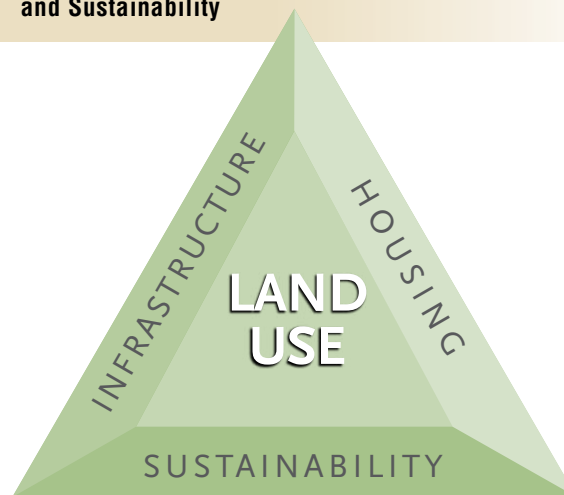 and Sustainability
INFRASTRUCTURE
HOUSING
LAND
USE
SUSTAINABILITY